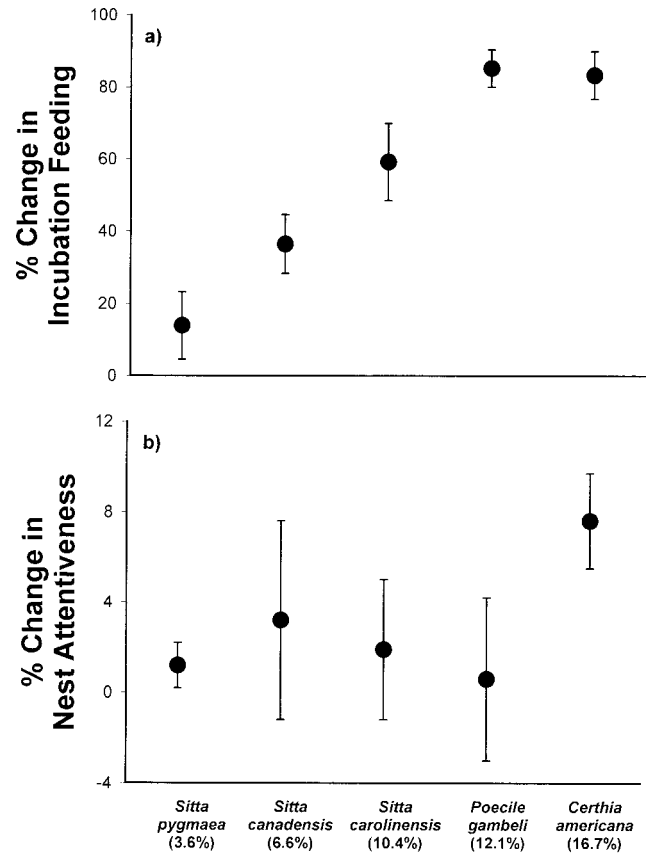 a)
% Change in
Incubation Feeding
100
80
60
40
20
0
b)
% Change in
Nest Attentiveness
12
8
4
0
-4
Sitta
pygmaea
(3.6%)
Sitta
canadensis
(6.6%)
Sitta
carolinensis
(10.4%)
Poecile
gambeli
(12.1%)
Certhia
americana
(16.7%)